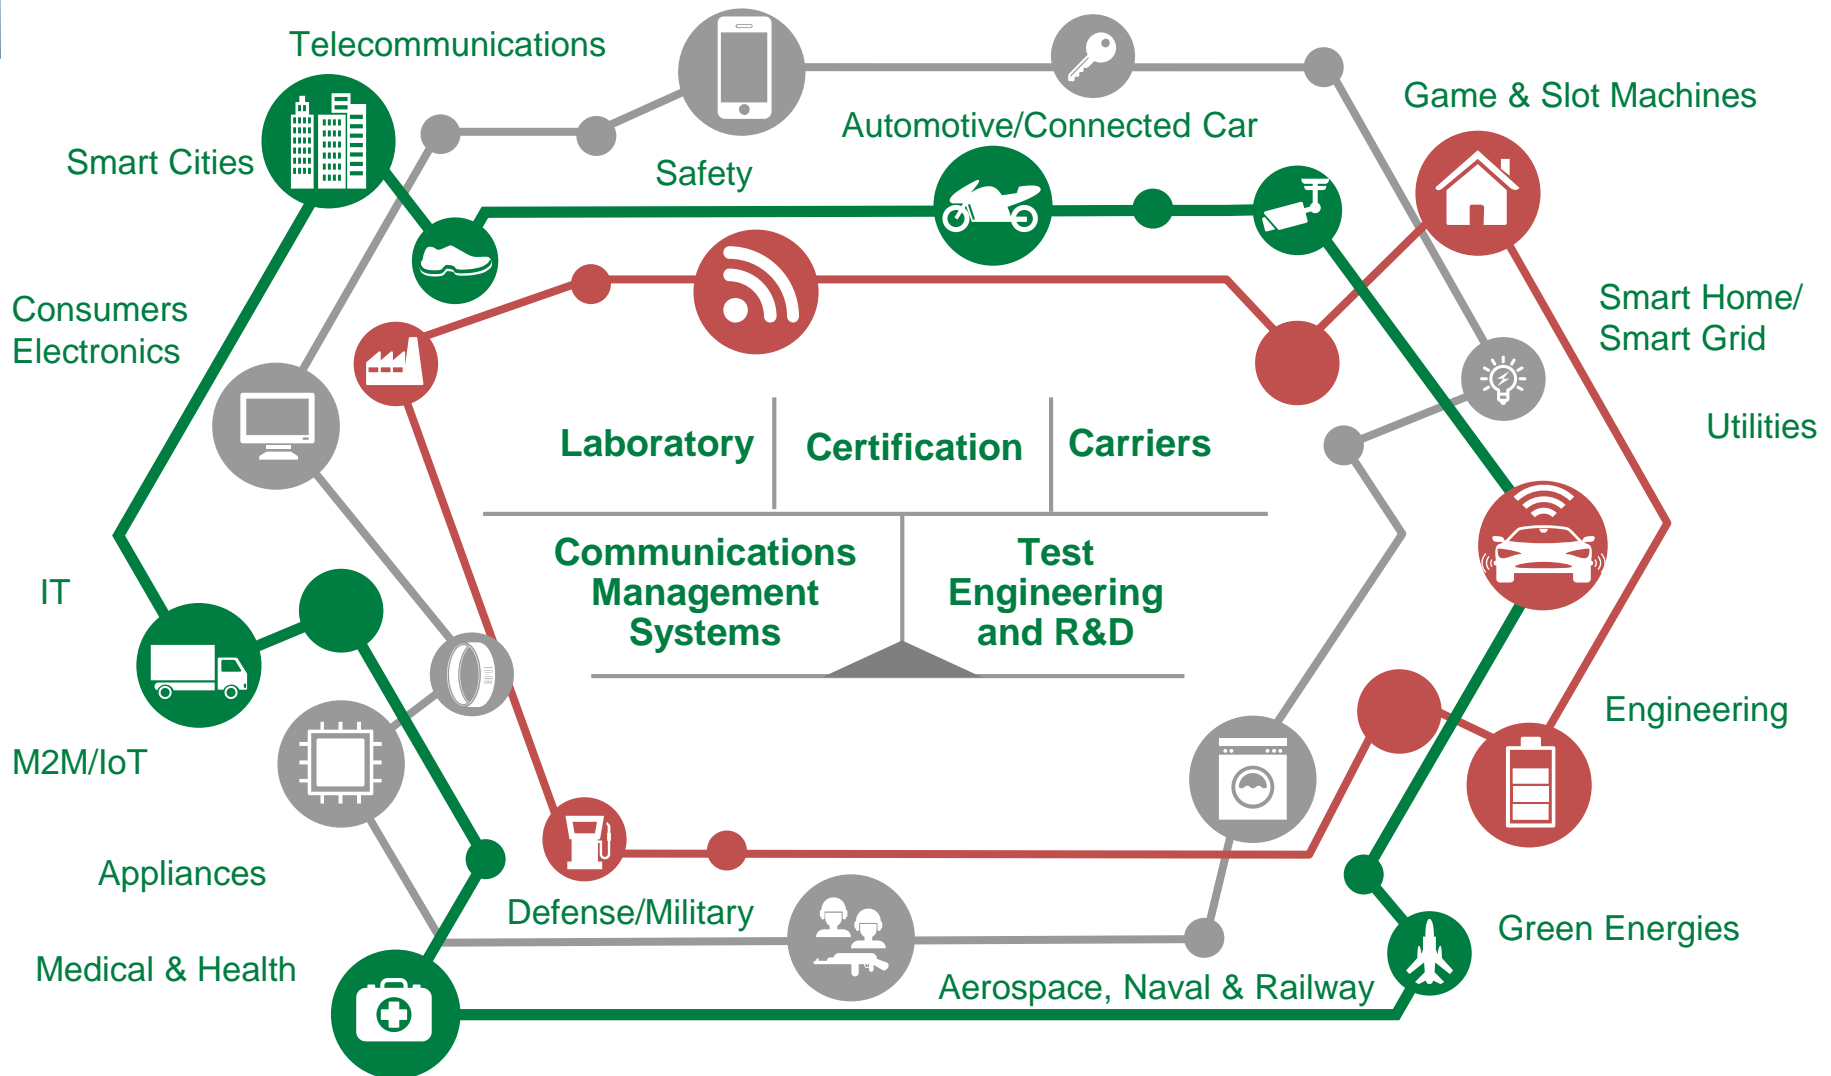 Telecommunications
Game & Slot Machines
Automotive/Connected Car
Smart Cities
Safety
Consumers
Electronics
Smart Home/
Smart Grid
Utilities
Laboratory
Certification
Carriers
Communications
Management
Systems
Test
Engineering
and R&D
IT
M2M/IoT
Engineering
Appliances
Defense/Military
Green Energies
Medical & Health
Aerospace, Naval & Railway